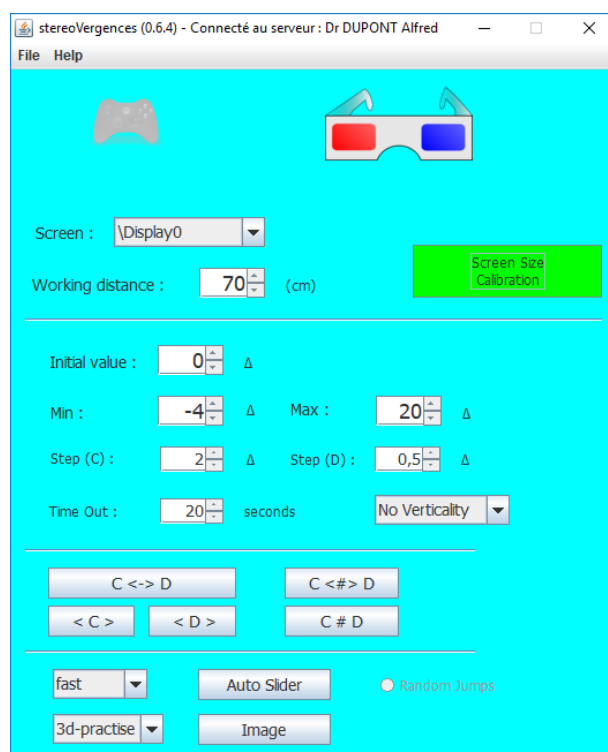 stereoVergences (0.6.4) - Connecté au serveur : Dr DUPONT Alfred
File Help
Screen : \Display0
Screen Size
Calibration
Working distance : 70 (cm)
Initial value : 0 Δ
Min : -4 Δ Max : 20 Δ
Step (C) : 2 Δ Step (D) : 0,5 Δ
Time Out : 20 seconds No Verticality
C <-> D C <#> D
< C > < D > C # D
fast Auto Slider Random Jumps
3d-practise Image